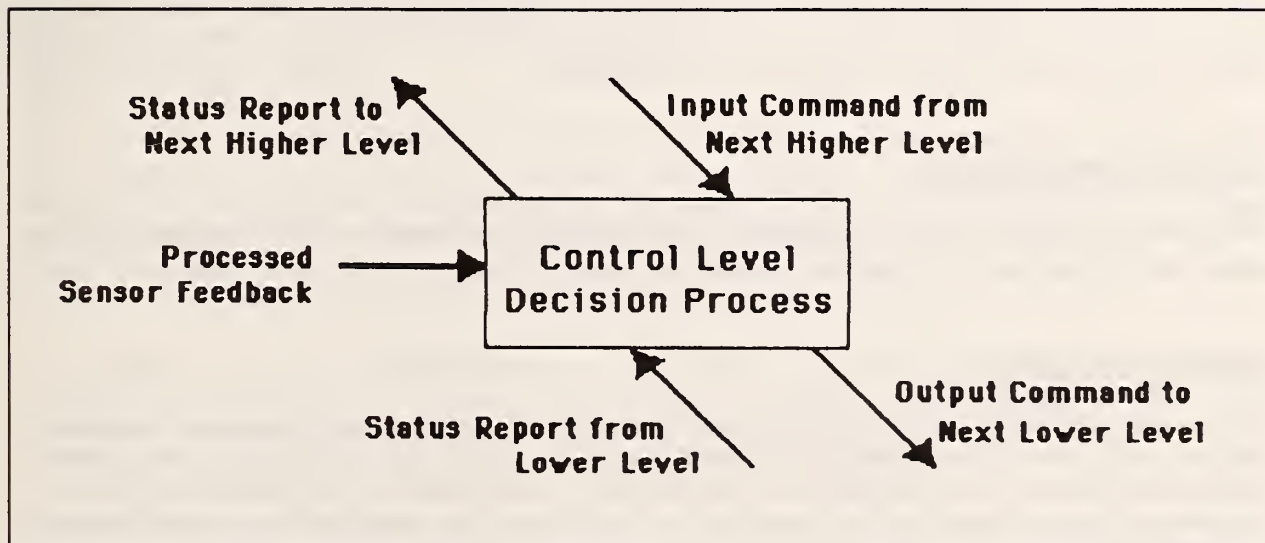 Status Report to
Next Higher Level
Input Command from
Next Higher Level
Processed
Sensor Feedback
Control Level
Decision Process
Status Report from
Lower Level
Output Command to
Next Lower Level